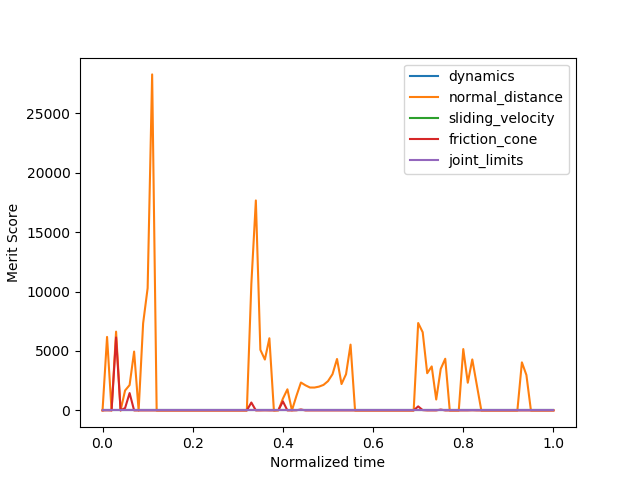 dynamics
normal_distance
sliding_velocity
friction_cone
joint_limits
Merit Score
25000
20000
15000
10000
5000
0
0.0 0.2 0.4 0.6 0.8 1.0
Normalized time